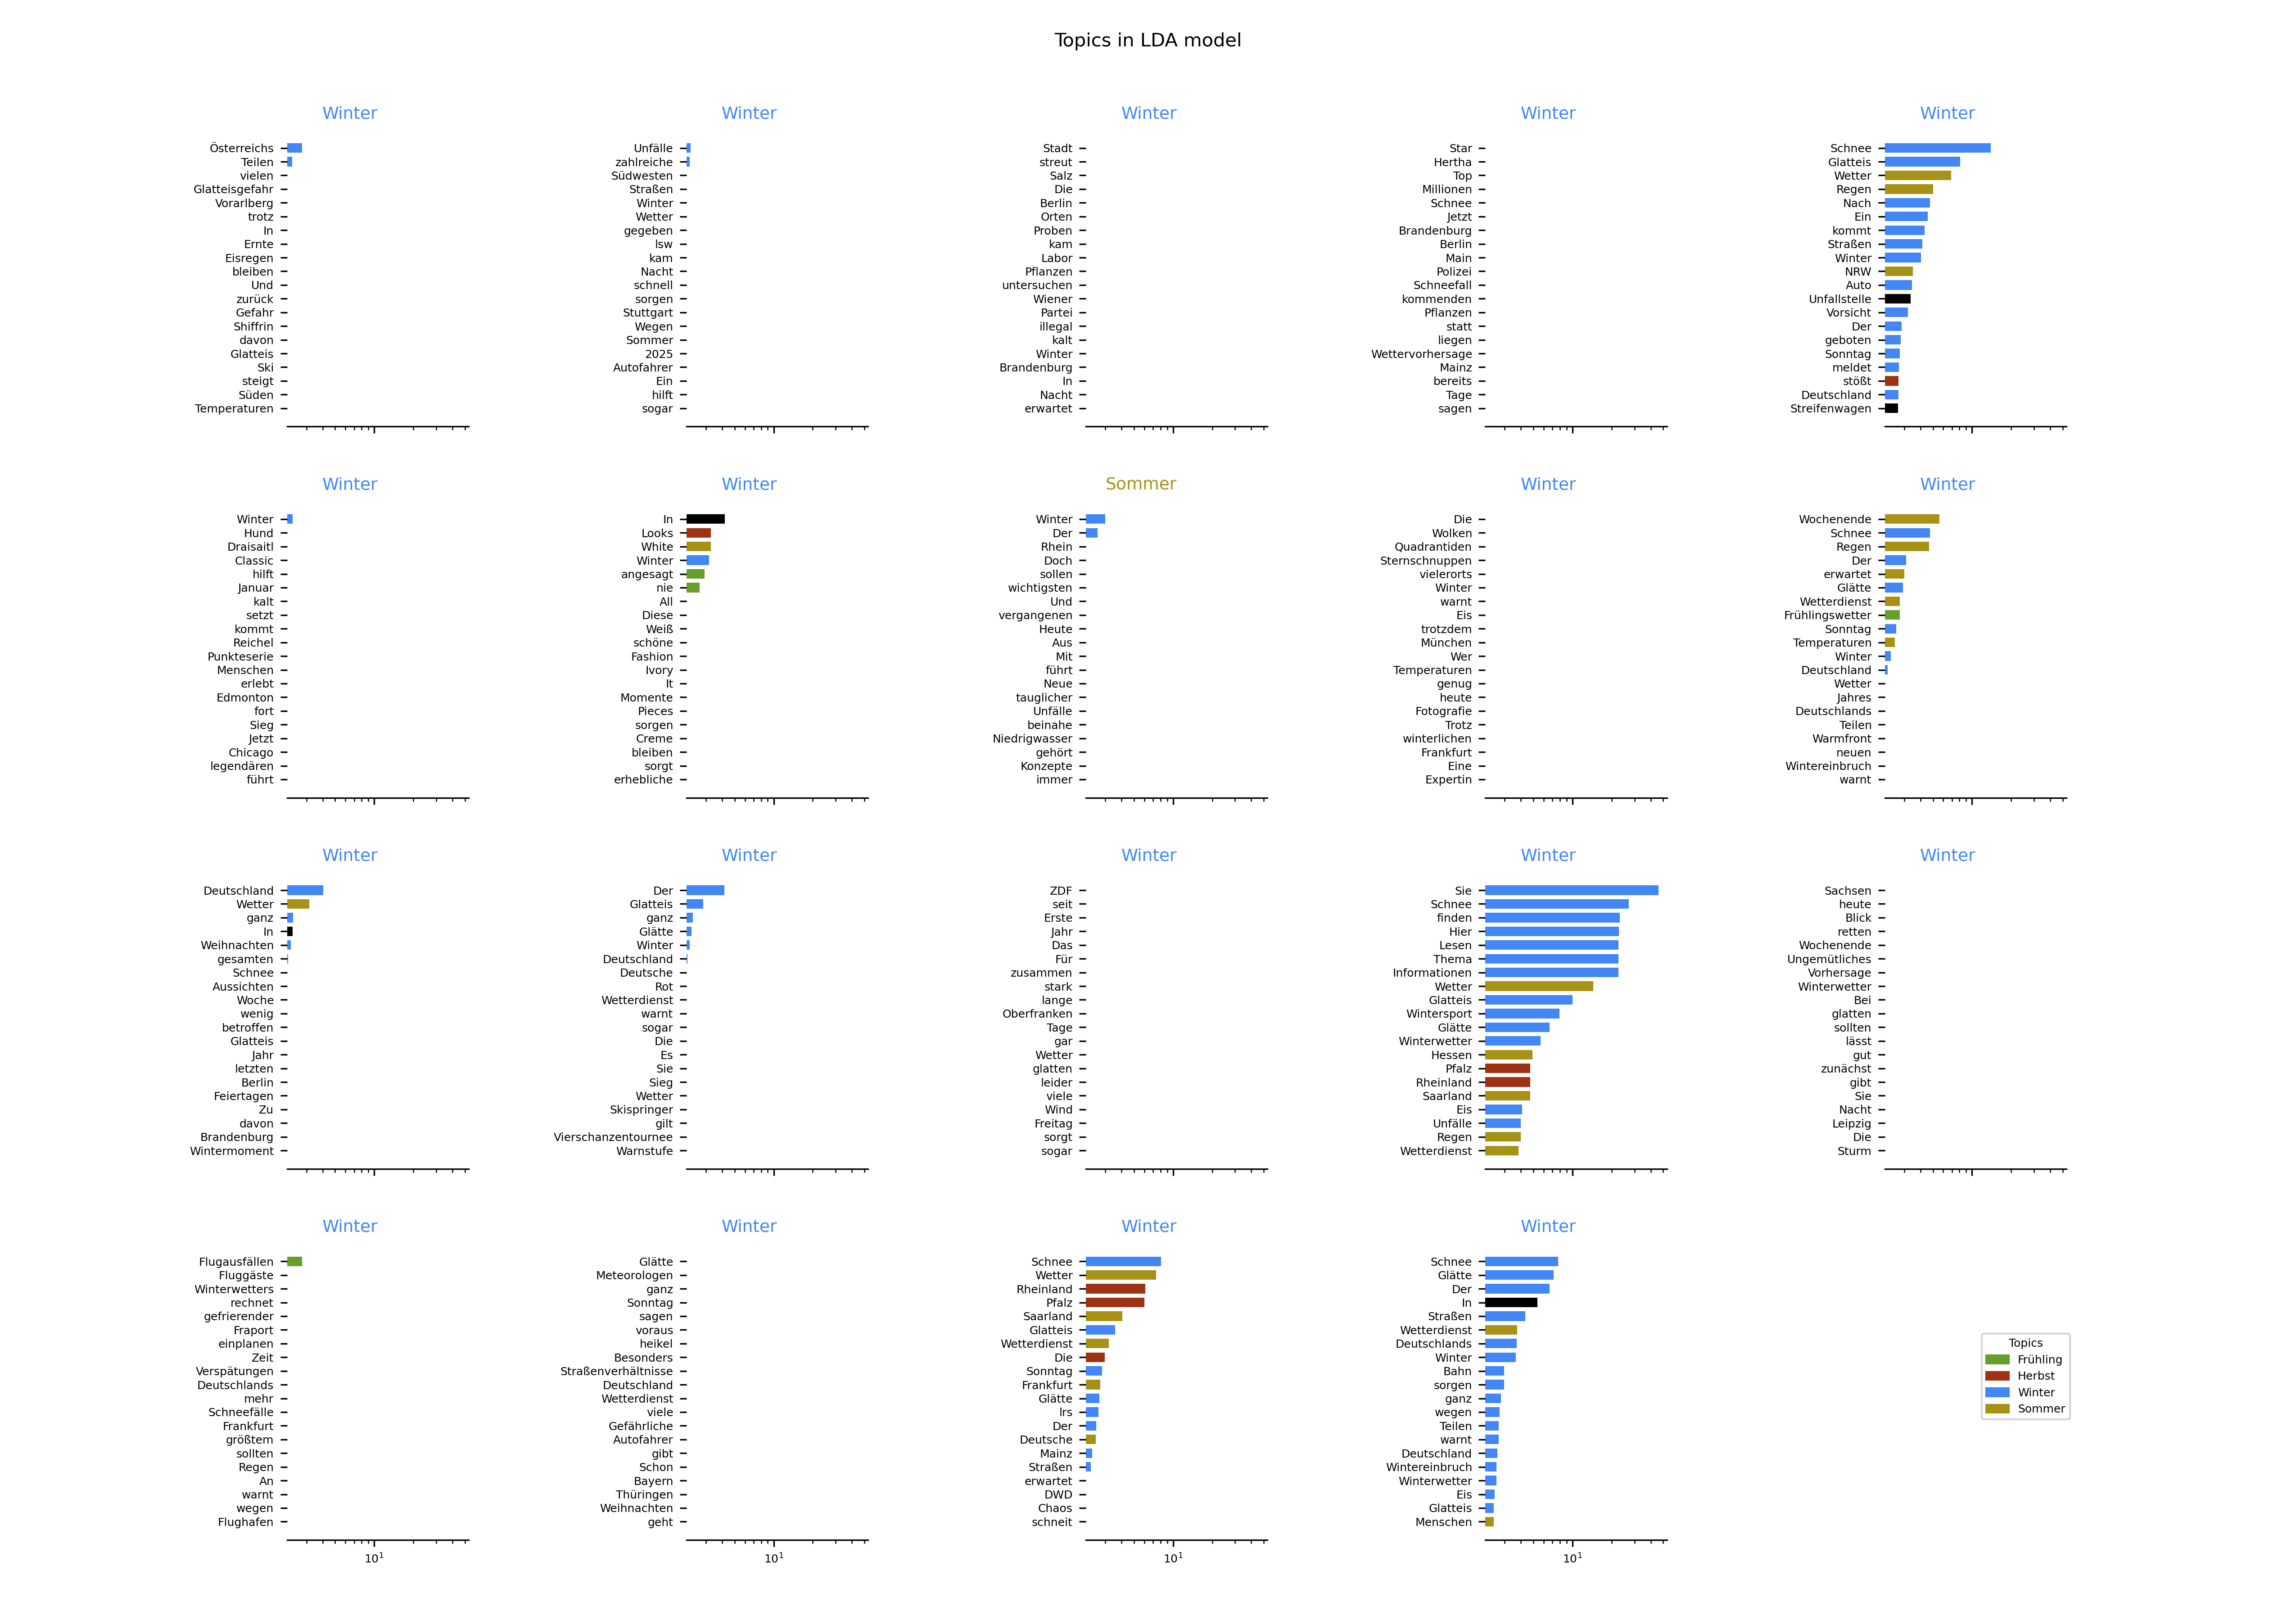 Topics in LDA model
Winter
Österreichs
Teilen
vielen
Glatteisgefahr
Vorarlberg
trotz
In
Ernte
Eisregen
bleiben
Und
zurück
Gefahr
Shiffrin
davon
Glatteis
Ski
steigt
Süden
Temperaturen
Winter
Unfälle
zahlreiche
Südwesten
Straßen
Winter
Wetter
gegeben
lsw
kam
Nacht
schnell
sorgen
Stuttgart
Wegen
Sommer
2025
Autofahrer
Ein
hilft
sogar
Winter
Stadt
streut
Salz
Die
Berlin
Orten
Proben
kam
Labor
Pflanzen
untersuchen
Wiener
Partei
illegal
kalt
Winter
Brandenburg
In
Nacht
erwartet
Winter
Star
Hertha
Top
Millionen
Schnee
Jetzt
Brandenburg
Berlin
Main
Polizei
Schneefall
kommenden
Pflanzen
statt
liegen
Wettervorhersage
Mainz
bereits
Tage
sagen
Winter
Schnee
Glatteis
Wetter
Regen
Nach
Ein
kommt
Straßen
Winter
NRW
Auto
Unfallstelle
Vorsicht
Der
geboten
Sonntag
meldet
stößt
Deutschland
Streifenwagen
Winter
Winter
Hund
Draisaitl
Classic
hilft
Januar
kalt
setzt
kommt
Reichel
Punkteserie
Menschen
erlebt
Edmonton
fort
Sieg
Jetzt
Chicago
legendären
führt
Winter
In
Looks
White
Winter
angesagt
nie
All
Diese
Weiß
schöne
Fashion
Ivory
It
Momente
Pieces
sorgen
Creme
bleiben
sorgt
erhebliche
Sommer
Winter
Der
Rhein
Doch
sollen
wichtigsten
Und
vergangenen
Heute
Aus
Mit
führt
Neue
tauglicher
Unfälle
beinahe
Niedrigwasser
gehört
Konzepte
immer
Winter
Die
Wolken
Quadrantiden
Sternschnuppen
vielerorts
Winter
warnt
Eis
trotzdem
München
Wer
Temperaturen
genug
heute
Fotografie
Trotz
winterlichen
Frankfurt
Eine
Expertin
Winter
Wochenende
Schnee
Regen
Der
erwartet
Glätte
Wetterdienst
Frühlingswetter
Sonntag
Temperaturen
Winter
Deutschland
Wetter
Jahres
Deutschlands
Teilen
Warmfront
neuen
Wintereinbruch
warnt
Winter
Deutschland
Wetter
ganz
In
Weihnachten
gesamten
Schnee
Aussichten
Woche
wenig
betroffen
Glatteis
Jahr
letzten
Berlin
Feiertagen
Zu
davon
Brandenburg
Wintermoment
Winter
Der
Glatteis
ganz
Glätte
Winter
Deutschland
Deutsche
Rot
Wetterdienst
warnt
sogar
Die
Es
Sie
Sieg
Wetter
Skispringer
gilt
Vierschanzentournee
Warnstufe
Winter
ZDF
seit
Erste
Jahr
Das
Für
zusammen
stark
lange
Oberfranken
Tage
gar
Wetter
glatten
leider
viele
Wind
Freitag
sorgt
sogar
Winter
Sie
Schnee
finden
Hier
Lesen
Thema
Informationen
Wetter
Glatteis
Wintersport
Glätte
Winterwetter
Hessen
Pfalz
Rheinland
Saarland
Eis
Unfälle
Regen
Wetterdienst
Winter
Sachsen
heute
Blick
retten
Wochenende
Ungemütliches
Vorhersage
Winterwetter
Bei
glatten
sollten
lässt
gut
zunächst
gibt
Sie
Nacht
Leipzig
Die
Sturm
Winter
Flugausfällen
Fluggäste
Winterwetters
rechnet
gefrierender
Fraport
einplanen
Zeit
Verspätungen
Deutschlands
mehr
Schneefälle
Frankfurt
größtem
sollten
Regen
An
warnt
wegen
Flughafen
10¹
Winter
Glätte
Meteorologen
ganz
Sonntag
sagen
voraus
heikel
Besonders
Straßenverhältnisse
Deutschland
Wetterdienst
viele
Gefährliche
Autofahrer
gibt
Schon
Bayern
Thüringen
Weihnachten
geht
10¹
Winter
Schnee
Wetter
Rheinland
Pfalz
Saarland
Glatteis
Wetterdienst
Die
Sonntag
Frankfurt
Glätte
lrs
Der
Deutsche
Mainz
Straßen
erwartet
DWD
Chaos
schneit
10¹
Winter
Schnee
Glätte
Der
In
Straßen
Wetterdienst
Deutschlands
Winter
Bahn
sorgen
ganz
wegen
Teilen
warnt
Deutschland
Wintereinbruch
Winterwetter
Eis
Glatteis
Menschen
10¹
Topics
Frühling
Herbst
Winter
Sommer